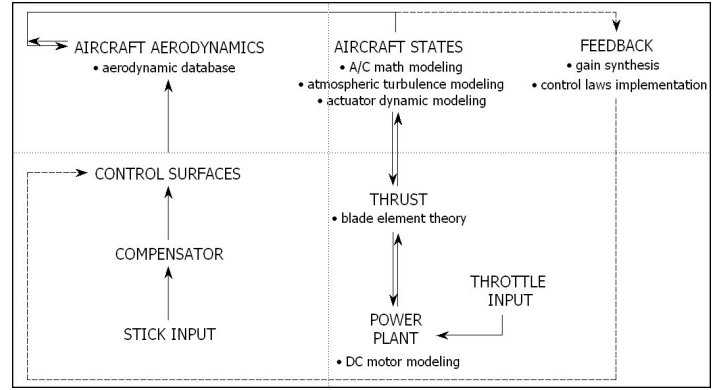 AIRCRAFT AERODYNAMICS
• aerodynamic database
AIRCRAFT STATES
• A/C math modeling
• atmospheric turbulence modeling
• actuator dynamic modeling
FEEDBACK
• gain synthesis
• control laws implementation
CONTROL SURFACES
COMPENSATOR
STICK INPUT
THRUST
• blade element theory
THROTTLE
INPUT
POWER
PLANT
• DC motor modeling